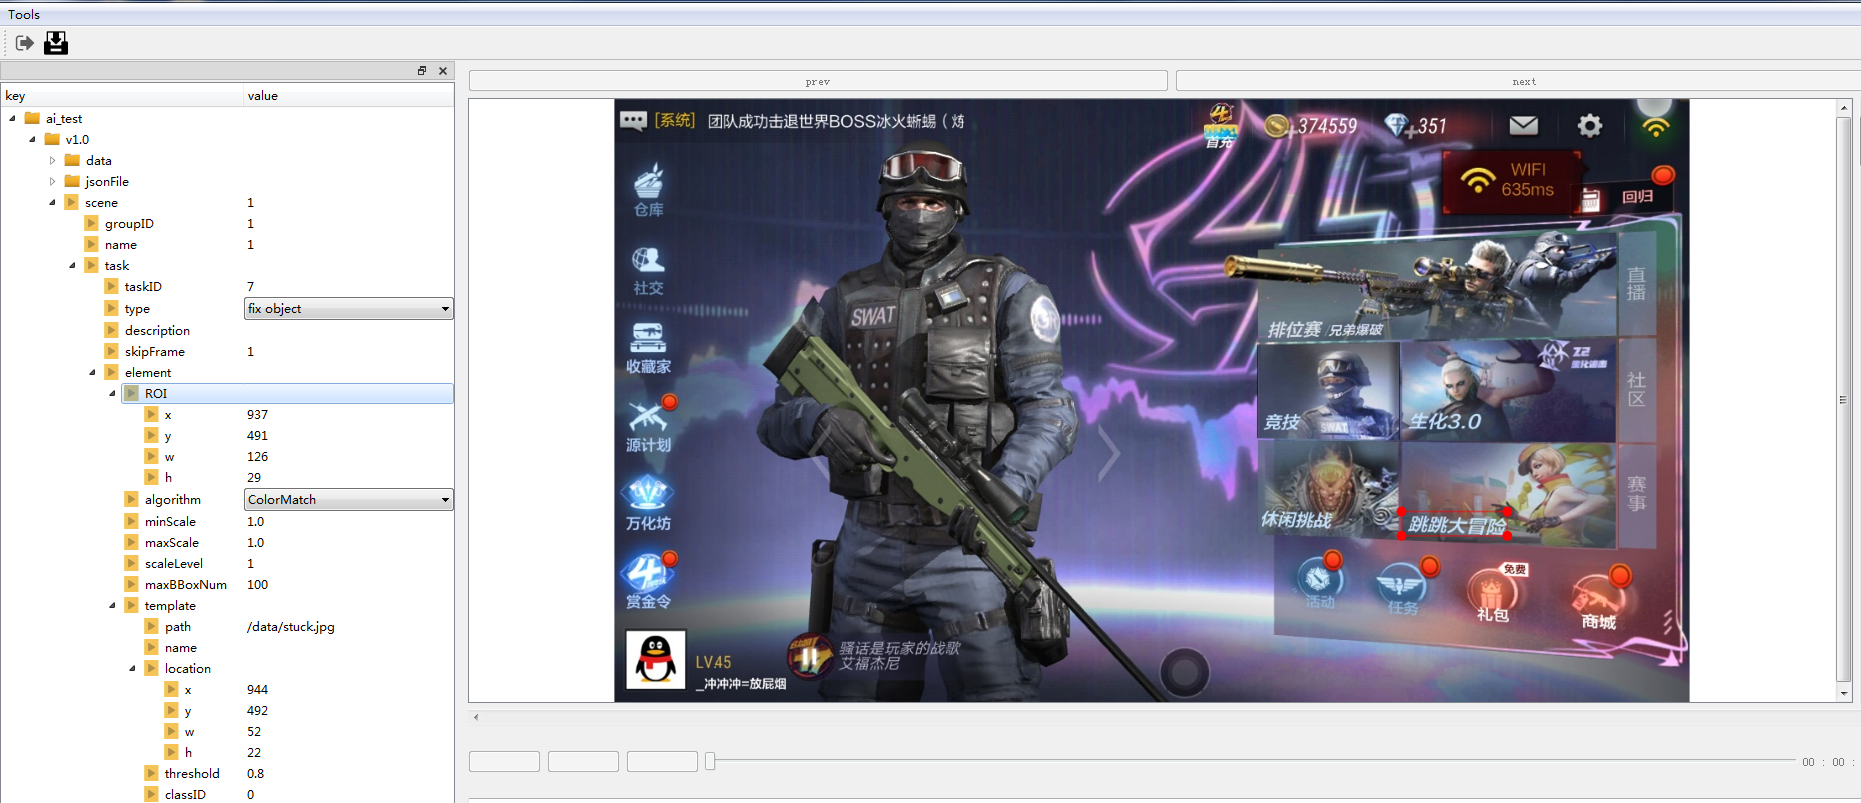 Tools
key value
ai_test
v1.0
data
jsonFile
scene 1
groupID 1
name 1
task
taskID 7
type fix object
description
skipFrame 1
element
ROI
x 937
y 491
w 126
h 29
algorithm ColorMatch
minScale 1.0
maxScale 1.0
scaleLevel 1
maxBBoxNum 100
template
path /data/stuck.jpg
name
location
x 944
y 492
w 52
h 22
threshold 0.8
classID 0
prev
next
[系统] 团队成功击退世界BOSS冰火蜥蜴（炼
首充
374559
351
WIFI
635ms
回归
仓库
社交
收藏家
源计划
万化坊
赏金令
SWAT
直播
社区
赛事
排位赛 /兄弟爆破
竞技
SWAT
生化3.0
Z2
休闲挑战
跳跳大冒险
活动
任务
免费
礼包
商城
LV45
_冲冲冲=放屁烟
骚话是玩家的战歌
艾福杰尼
00 : 00 :